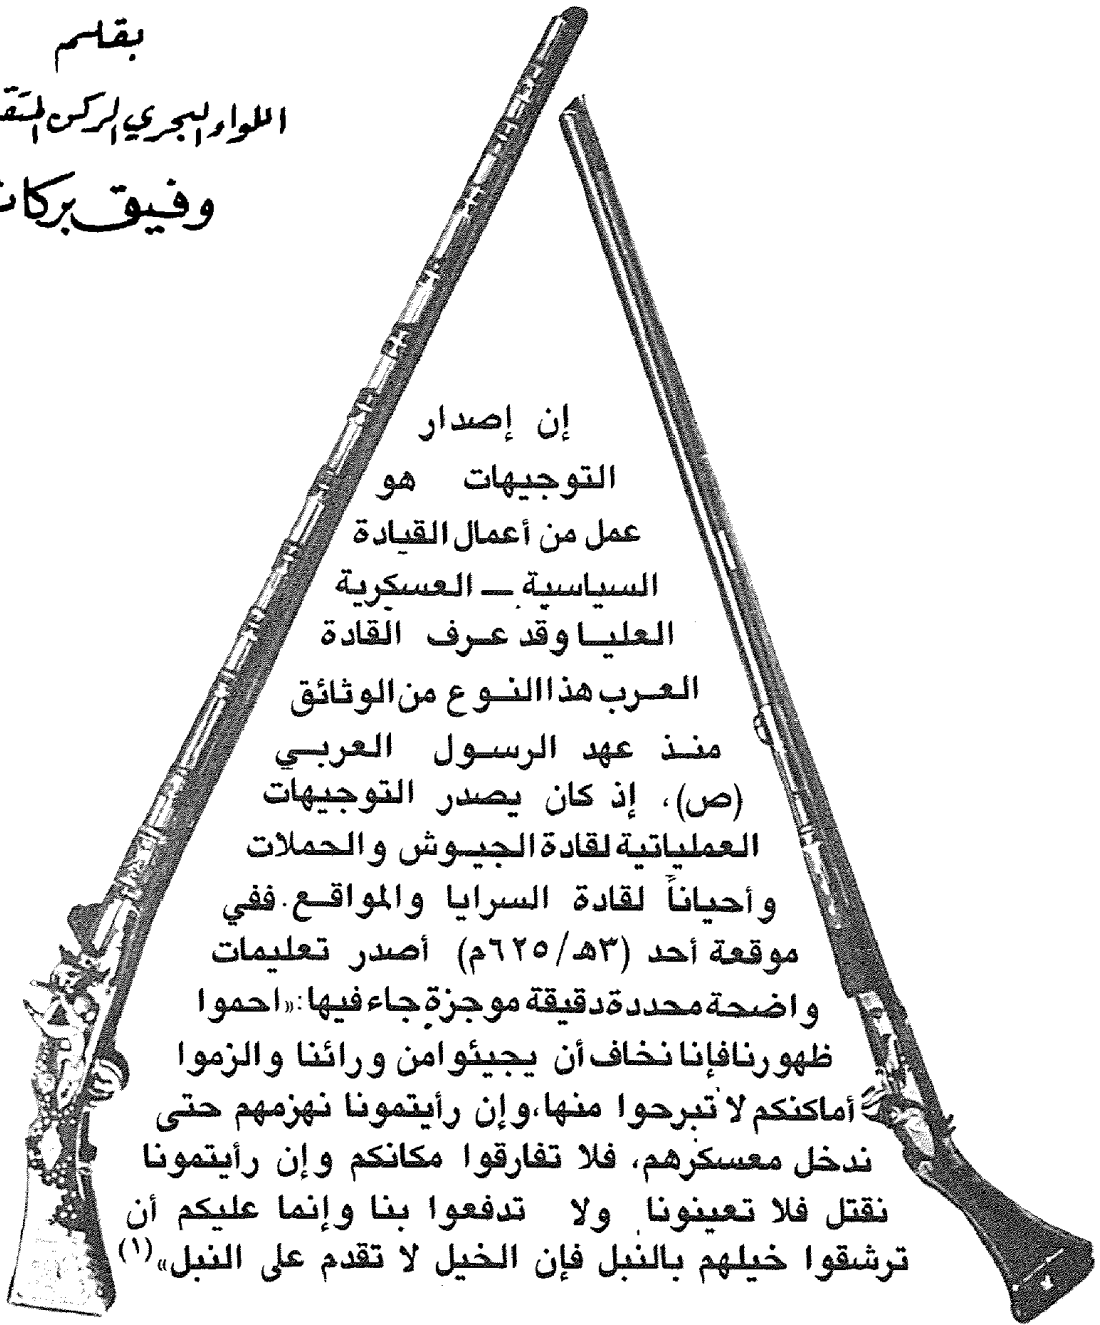 بقلم
اللواء البحري الركن
وفيق
إن إصدار
التوجيهات هو
عمل من أعمال القيادة
السياسية — العسكرية
العليا وقد عرف القادة
العرب هذا النوع من الوثائق
منذ عهد الرسول العربي
(ص)، إذ كان يصدر التوجيهات
العملياتية لقادة الجيوش والحملات
وأحياناً لقادة السرايا والمواقع. ففي
موقعة أحد (٣هـ/٦٢٥م) أصدر تعليمات
واضحة محددة دقيقة موجزة جاء فيها: «احموا
ظهورنا فإنا نخاف أن يجيئوا من ورائنا والزموا
أماكنكم لا تبرحوا منها، وإن رأيتمونا نهزمهم حتى
ندخل معسكرهم، فلا تفارقوا مكانكم وإن رأيتمونا
نقتل فلا تعينونا ولا تدفعوا بنا وإنما عليكم أن
ترشقوا خيلهم بالنبل فإن الخيل لا تقدم على النبل» (١)